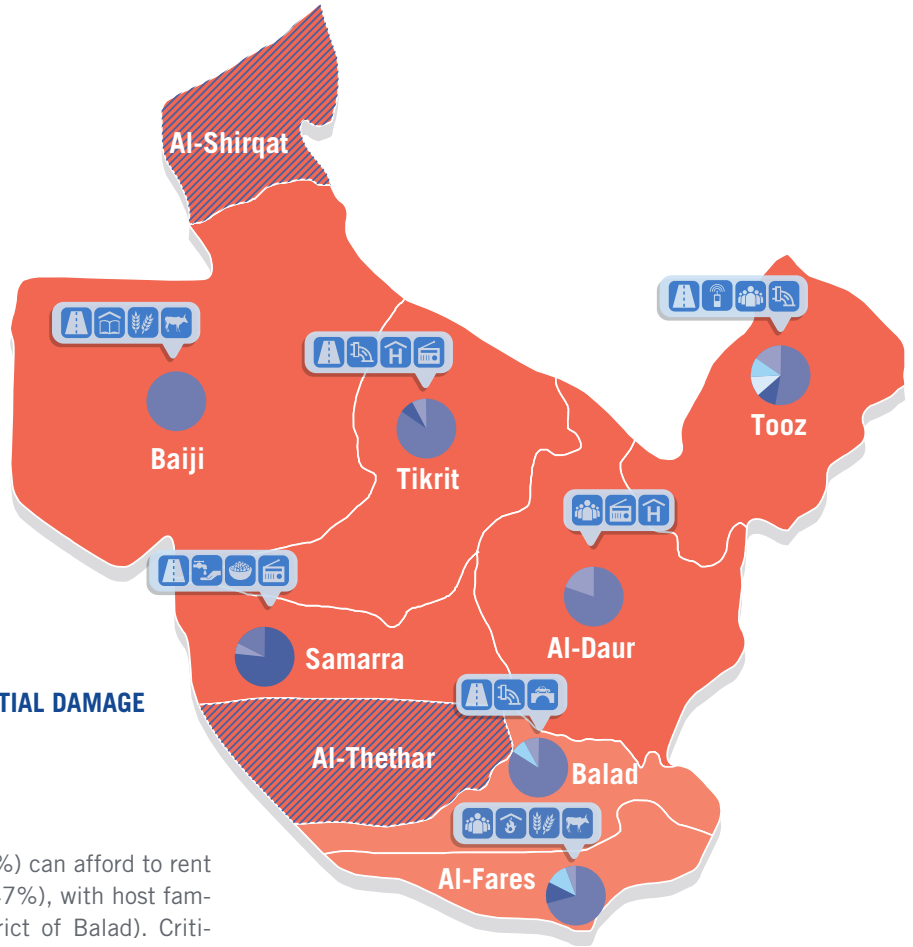 Al-Shirqat
Baiji
Tikrit
Tooz
Samarra
Al-Daur
TIAL DAMAGE
Al-Thethar
Balad
Al-Fares
%) can afford to rent
47%), with host fam-
rict of Balad). Criti-